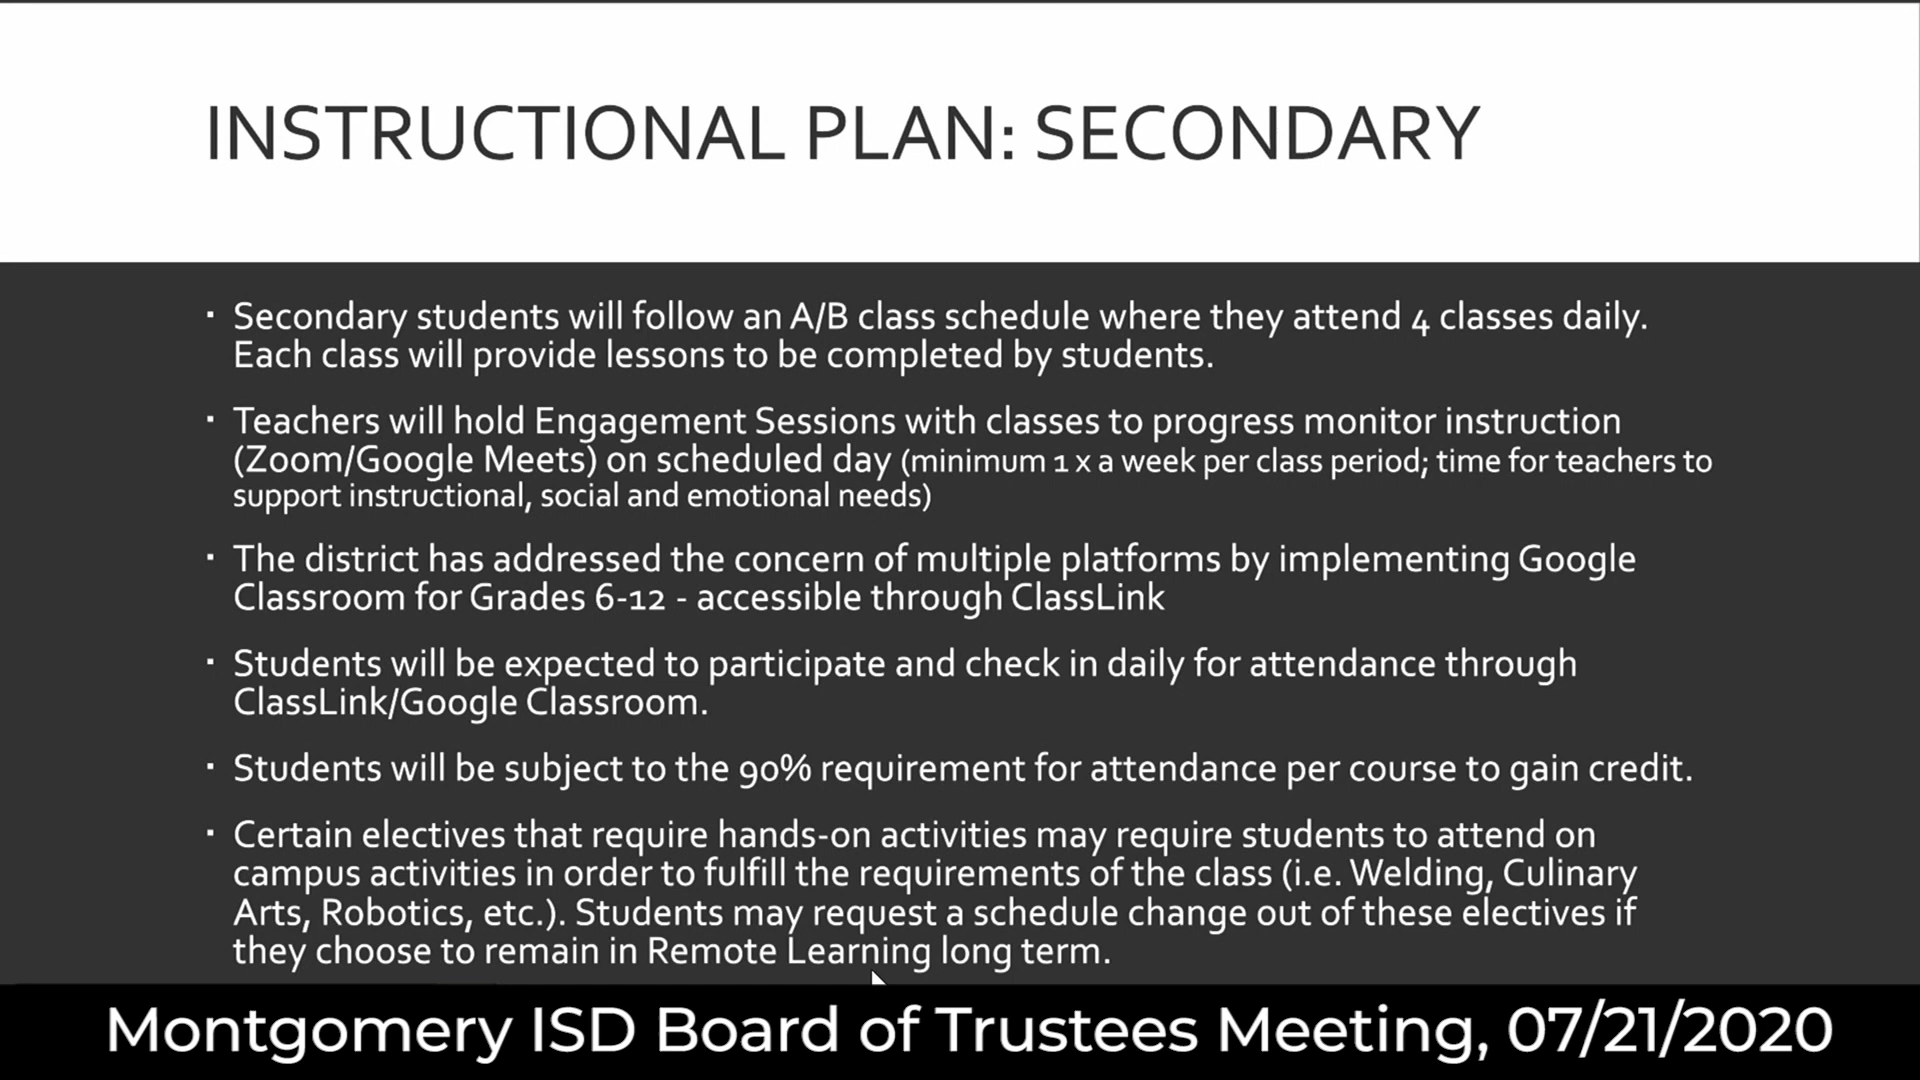 INSTRUCTIONAL PLAN: SECONDARY
▪ Secondary students will follow an A/B class schedule where they attend 4 classes daily.
Each class will provide lessons to be completed by students.
▪ Teachers will hold Engagement Sessions with classes to progress monitor instruction
(Zoom/Google Meets) on scheduled day (minimum 1 x a week per class period; time for teachers to
support instructional, social and emotional needs)
▪ The district has addressed the concern of multiple platforms by implementing Google
Classroom for Grades 6-12 - accessible through ClassLink
▪ Students will be expected to participate and check in daily for attendance through
ClassLink/Google Classroom.
▪ Students will be subject to the 90% requirement for attendance per course to gain credit.
▪ Certain electives that require hands-on activities may require students to attend on
campus activities in order to fulfill the requirements of the class (i.e. Welding, Culinary
Arts, Robotics, etc.). Students may request a schedule change out of these electives if
they choose to remain in Remote Learning long term.
Montgomery ISD Board of Trustees Meeting, 07/21/2020